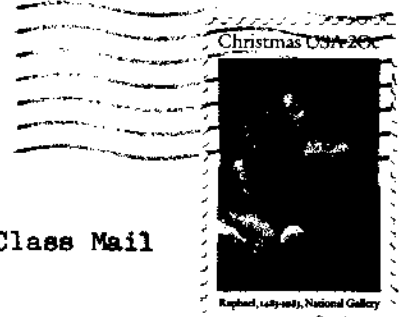 Christmas USA 20c
Class Mail
Raphael, 1483-1983, National Gallery